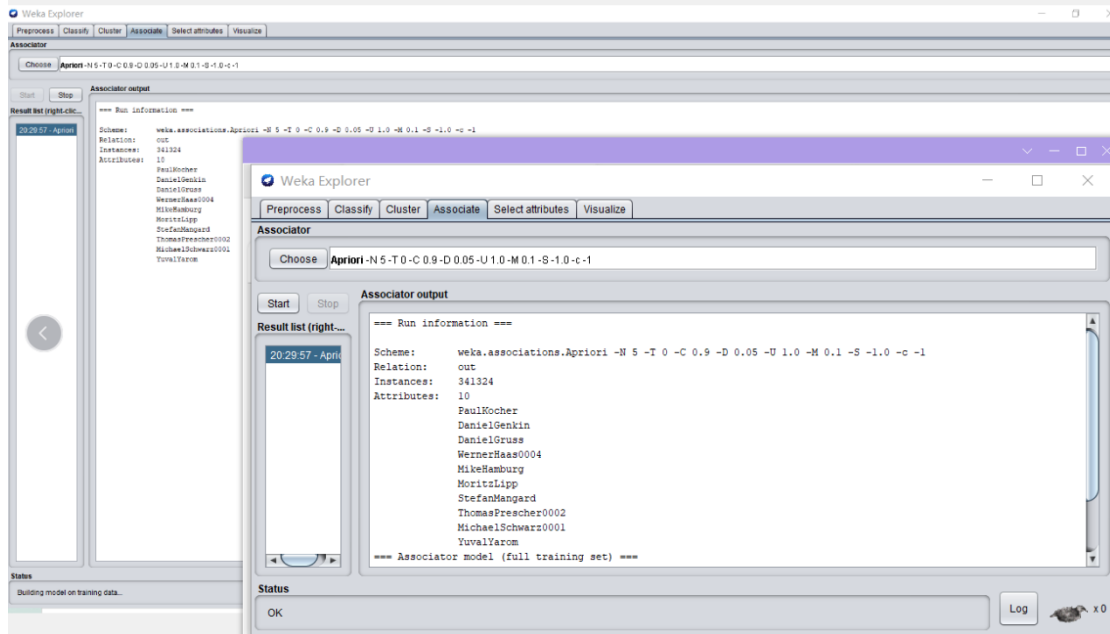 Weka Explorer
Preprocess Classify Cluster Associate Select attributes Visualize
Associator
Choose Apriori -N 5 -T 0 -C 0.9 -D 0.05 -U 1.0 -M 0.1 -S -1.0 -c -1
Start Stop
Associator output
Result list (right-clic...
20:29:57 - Apriori
=== Run information ===
Scheme: weka.associations.Apriori -N 5 -T 0 -C 0.9 -D 0.05 -U 1.0 -M 0.1 -S -1.0 -c -1
Relation: out
Instances: 341324
Attributes: 10
PaulKocher
DanielGenkin
DanielGruss
WernerHaas0004
MikeHamburg
MoritzLipp
StefanMangard
ThomasPrescher0002
MichaelSchwarz0001
YuvalYarom
Status
Building model on training data...
Weka Explorer
Preprocess Classify Cluster Associate Select attributes Visualize
Associator
Choose Apriori -N 5 -T 0 -C 0.9 -D 0.05 -U 1.0 -M 0.1 -S -1.0 -c -1
Start Stop
Associator output
Result list (right-...
20:29:57 - Aprio
=== Run information ===
Scheme: weka.associations.Apriori -N 5 -T 0 -C 0.9 -D 0.05 -U 1.0 -M 0.1 -S -1.0 -c -1
Relation: out
Instances: 341324
Attributes: 10
PaulKocher
DanielGenkin
DanielGruss
WernerHaas0004
MikeHamburg
MoritzLipp
StefanMangard
ThomasPrescher0002
MichaelSchwarz0001
YuvalYarom
=== Associator model (full training set) ===
Status
OK
Log
x 0